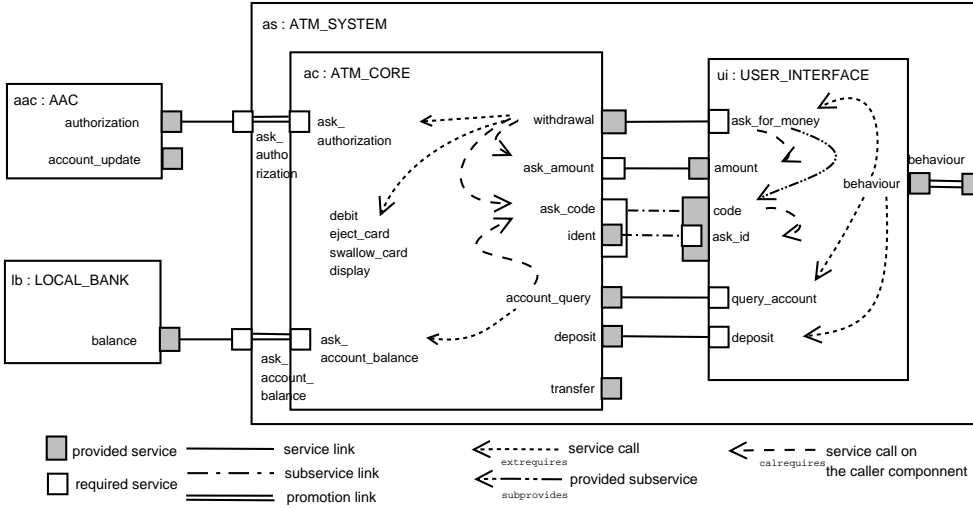 as : ATM_SYSTEM
ac : ATM_CORE
ui : USER_INTERFACE
aac : AAC
authorization
account_update
ask_
autho
rization
ask_
authorization
withdrawal
ask_amount
ask_code
ident
debit
eject_card
swallow_card
display
account_query
deposit
transfer
ask_for_money
amount
code
ask_id
behaviour
behaviour
query_account
deposit
lb : LOCAL_BANK
balance
ask_
account_
balance
ask_
account_balance
provided service
required service
service link
subservice link
promotion link
service call
extrequires
provided subservice
subprovides
service call on
the caller componnent
calrequires